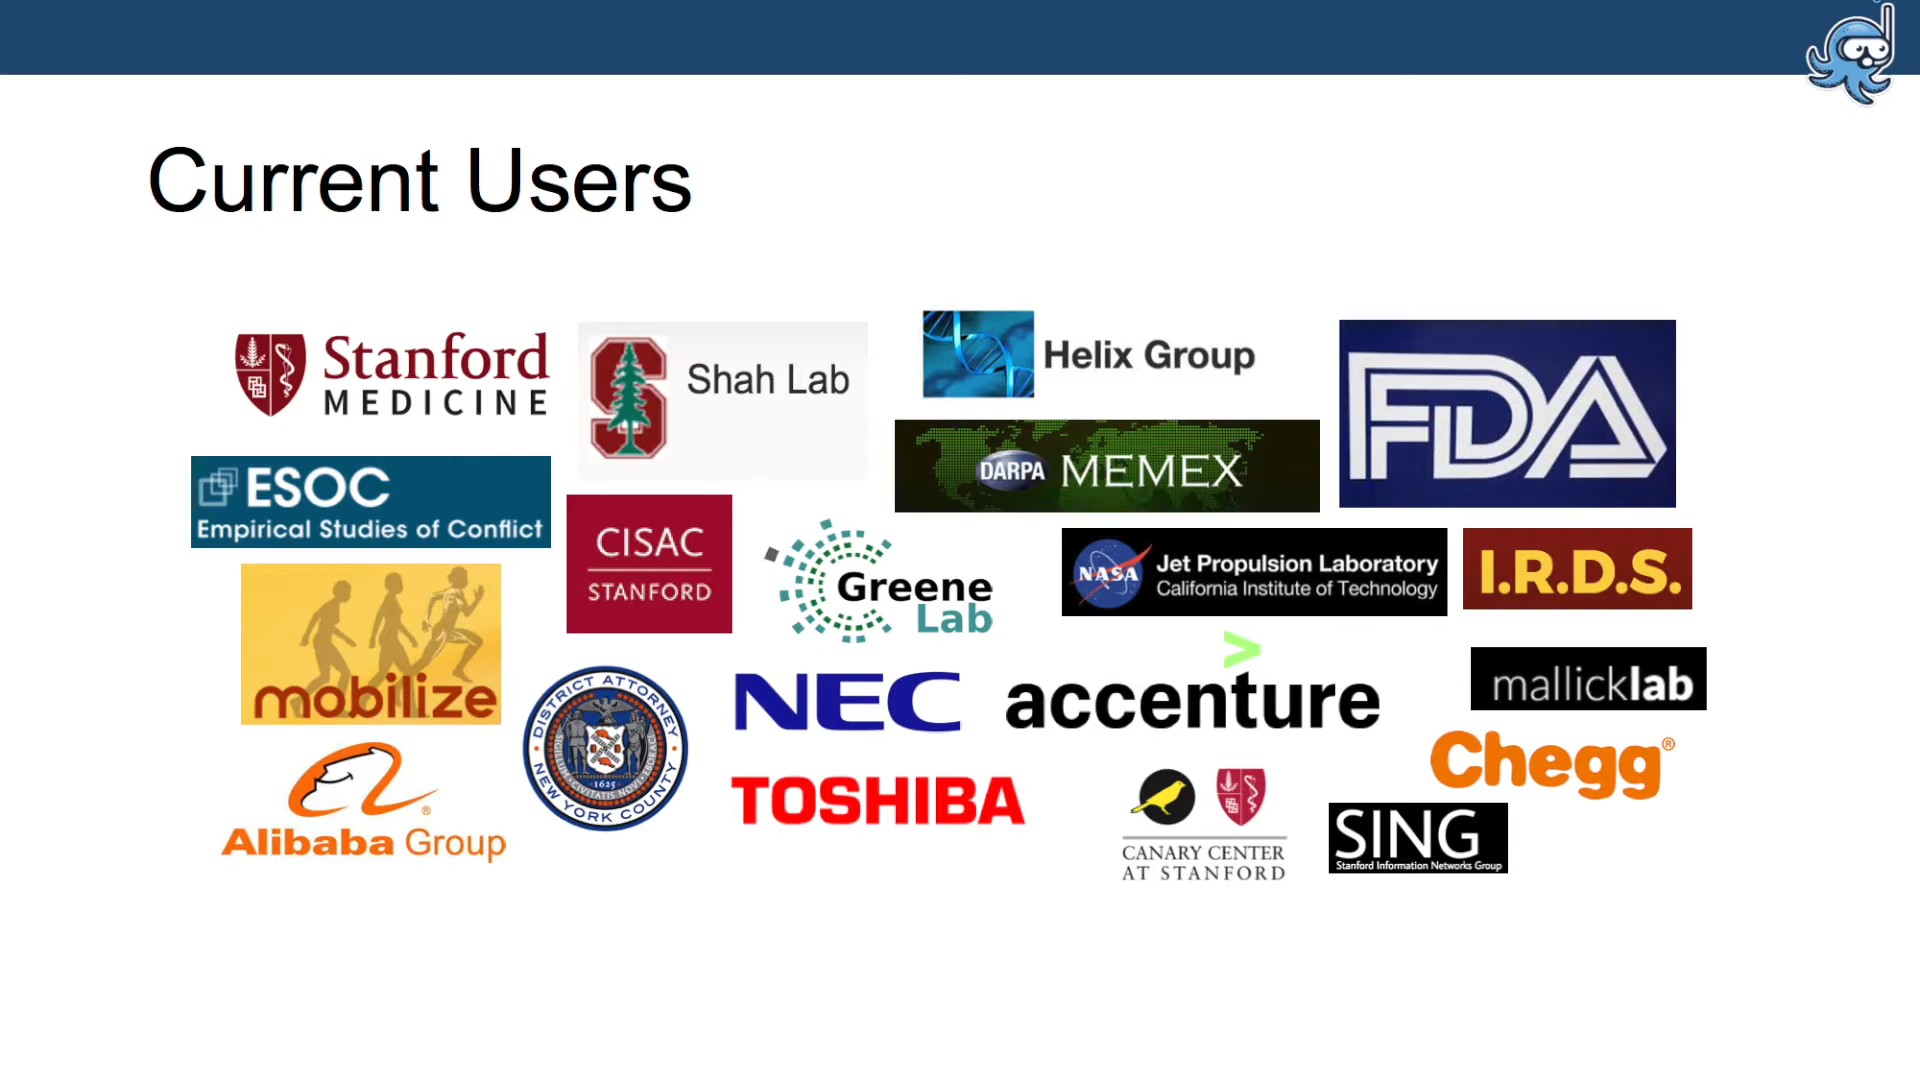 Current Users
Stanford
MEDICINE
Shah Lab
Helix Group
FDA
DARPA MEMEX
ESOC
Empirical Studies of Conflict
CISAC
STANFORD
Greene
Lab
NASA
Jet Propulsion Laboratory
California Institute of Technology
I.R.D.S.
mobilize
DISTRICT ATTORNEY
NEW YORK COUNTY
·1625·
NEC
>
accenture
mallicklab
Chegg®
Alibaba Group
®
TOSHIBA
CANARY CENTER
AT STANFORD
SING
Stanford Information Networks Group